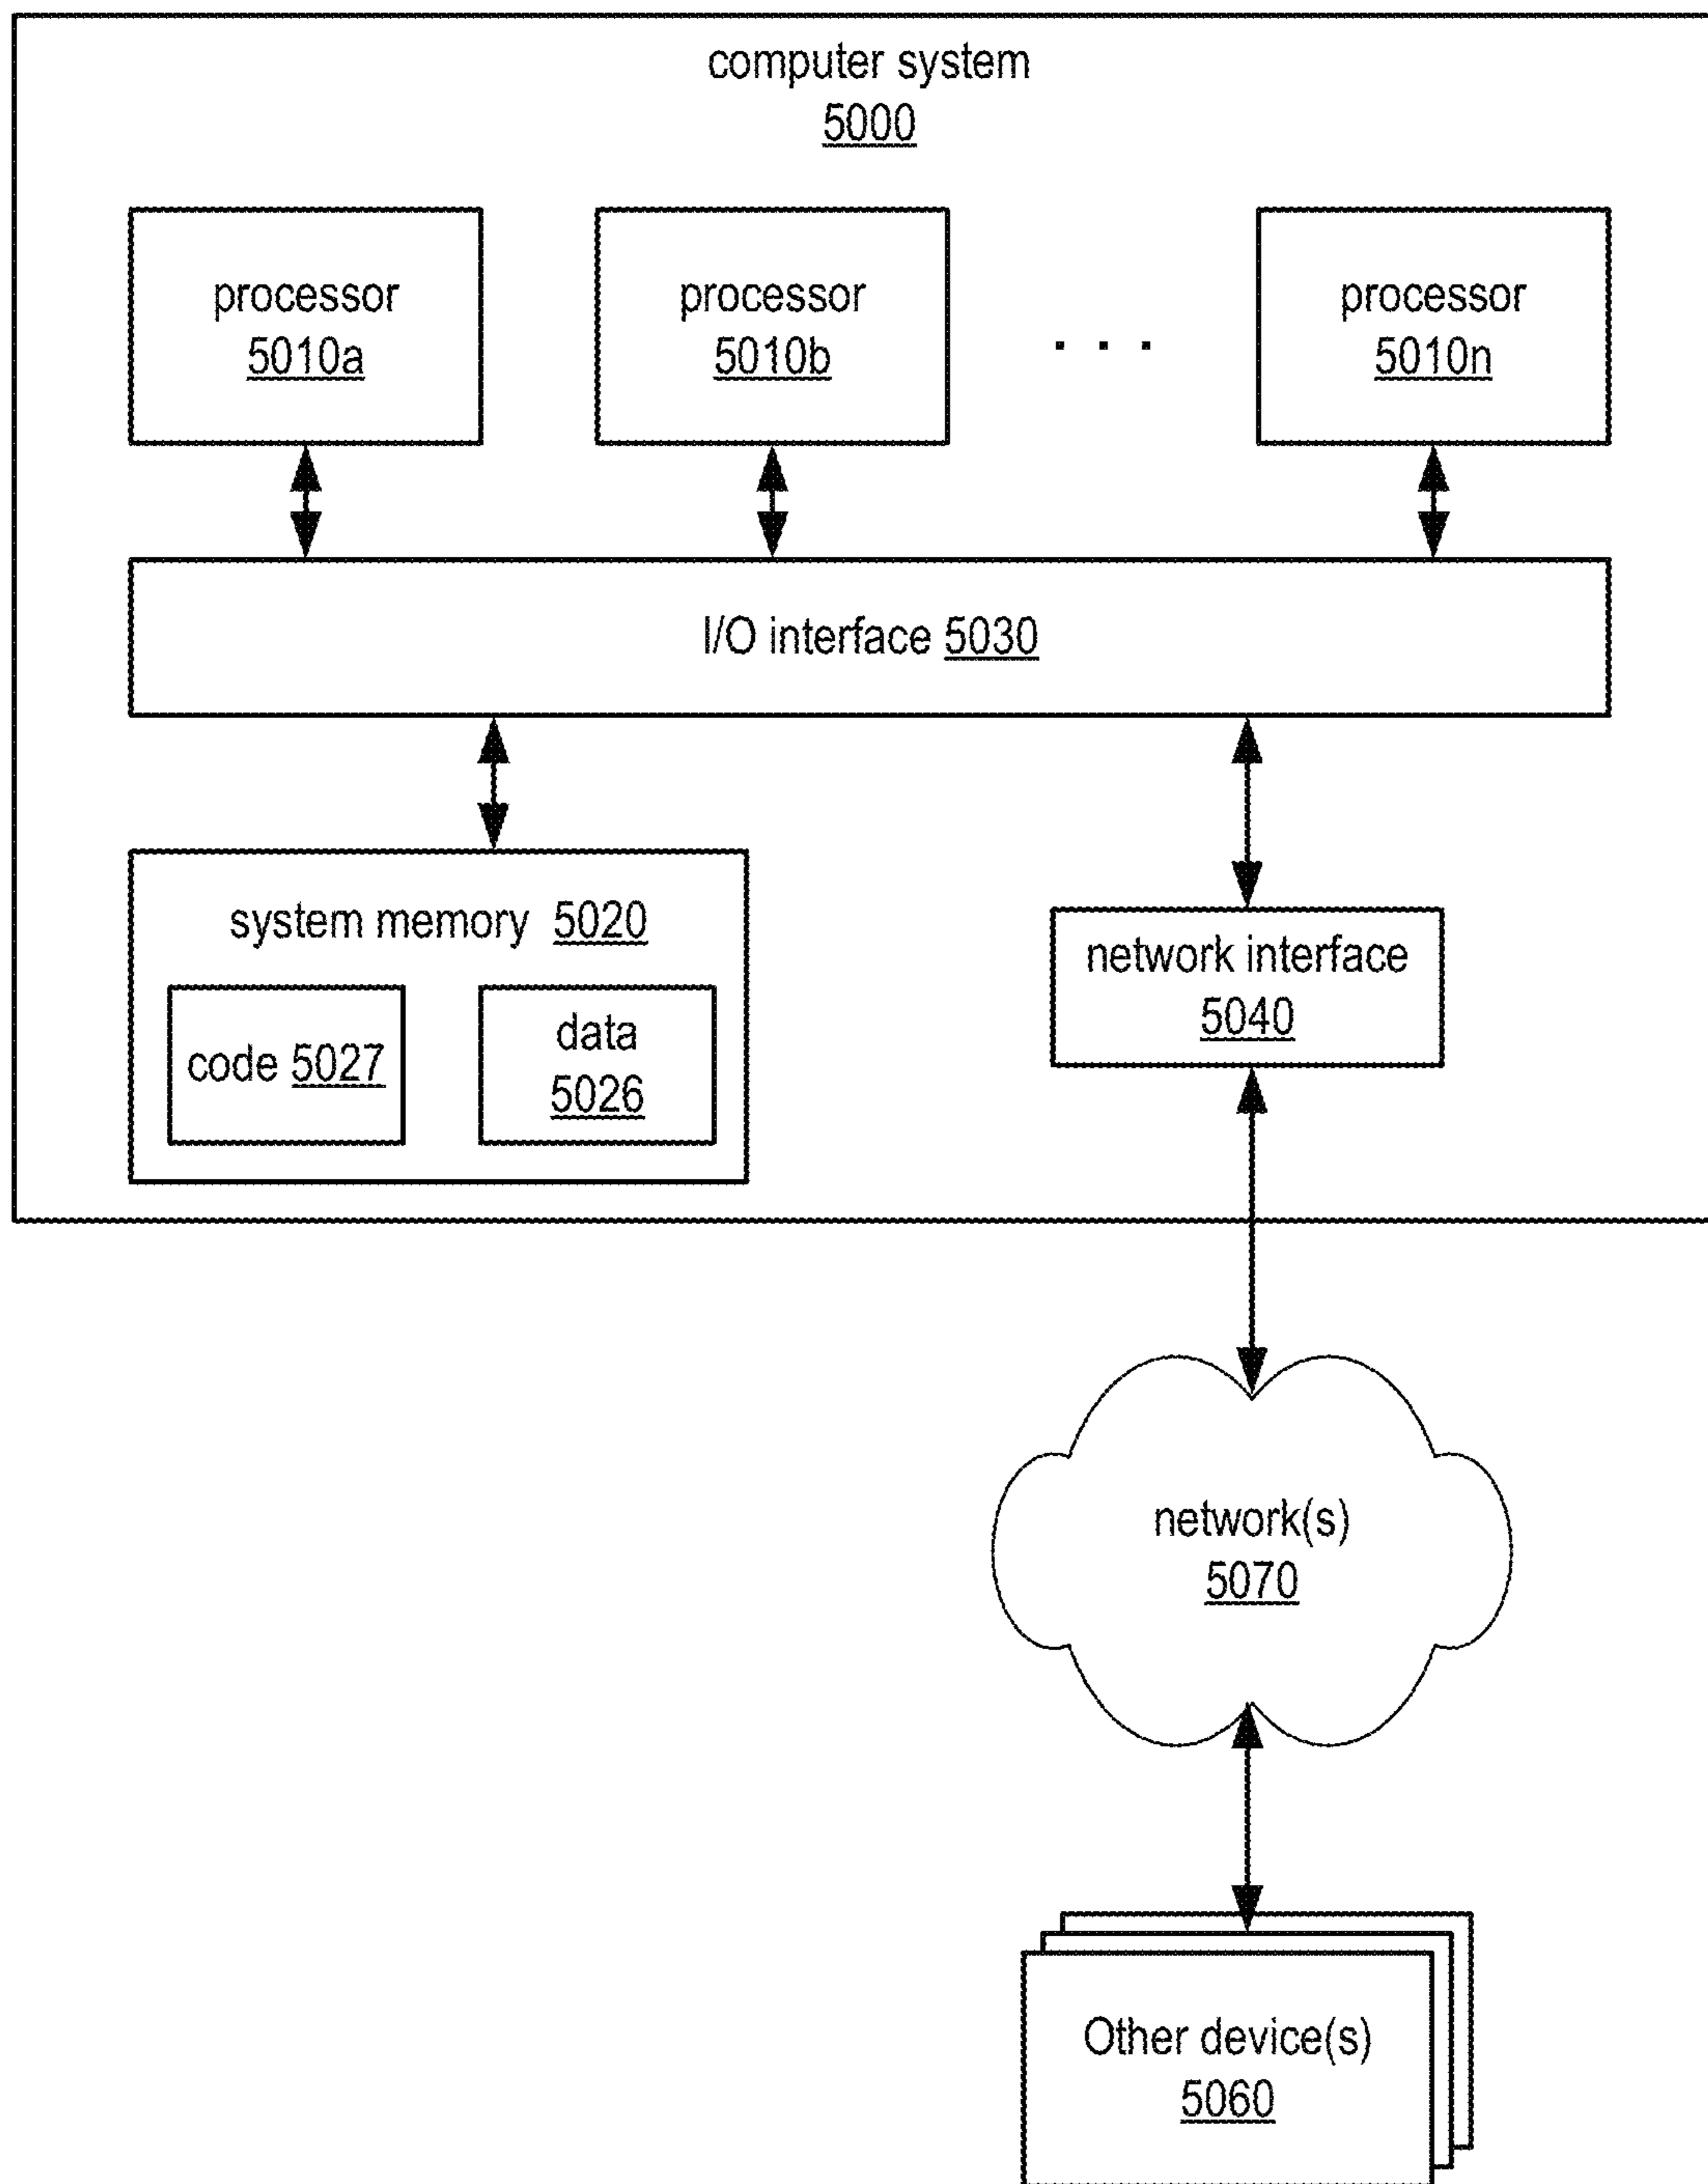 computer system
5000
processor
5010a
processor
5010b
. . .
processor
5010n
I/O interface 5030
system memory 5020
code 5027
data
5026
network interface
5040
network(s)
5070
Other device(s)
5060